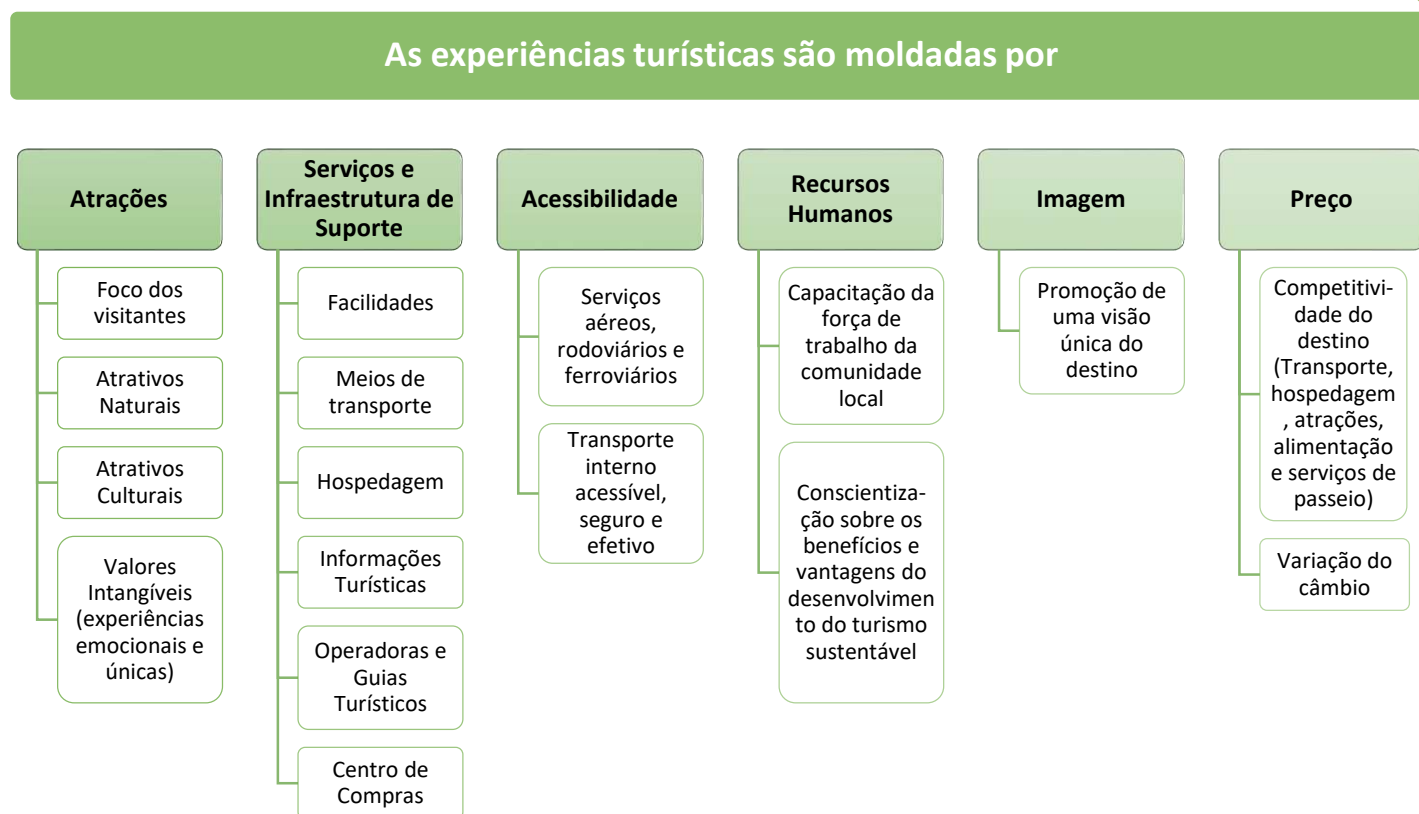 As experiências turísticas são moldadas por
Atrações
Foco dos
visitantes
Atrativos
Naturais
Atrativos
Culturais
Valores
Intangíveis
(experiências
emocionais e
únicas)
Serviços e
Infraestrutura de
Suporte
Facilidades
Meios de
transporte
Hospedagem
Informações
Turísticas
Operadoras e
Guias
Turísticos
Centro de
Compras
Acessibilidade
Serviços
aéreos,
rodoviários e
ferroviários
Transporte
interno
acessível,
seguro e
efetivo
Recursos
Humanos
Capacitação da
força de
trabalho da
comunidade
local
Conscientiza-
ção sobre os
benefícios e
vantagens do
desenvolvimen
to do turismo
sustentável
Imagem
Promoção de
uma visão
única do
destino
Preço
Competitivi-
dade do
destino
(Transporte,
hospedagem
, atrações,
alimentação
e serviços de
passeio)
Variação do
câmbio